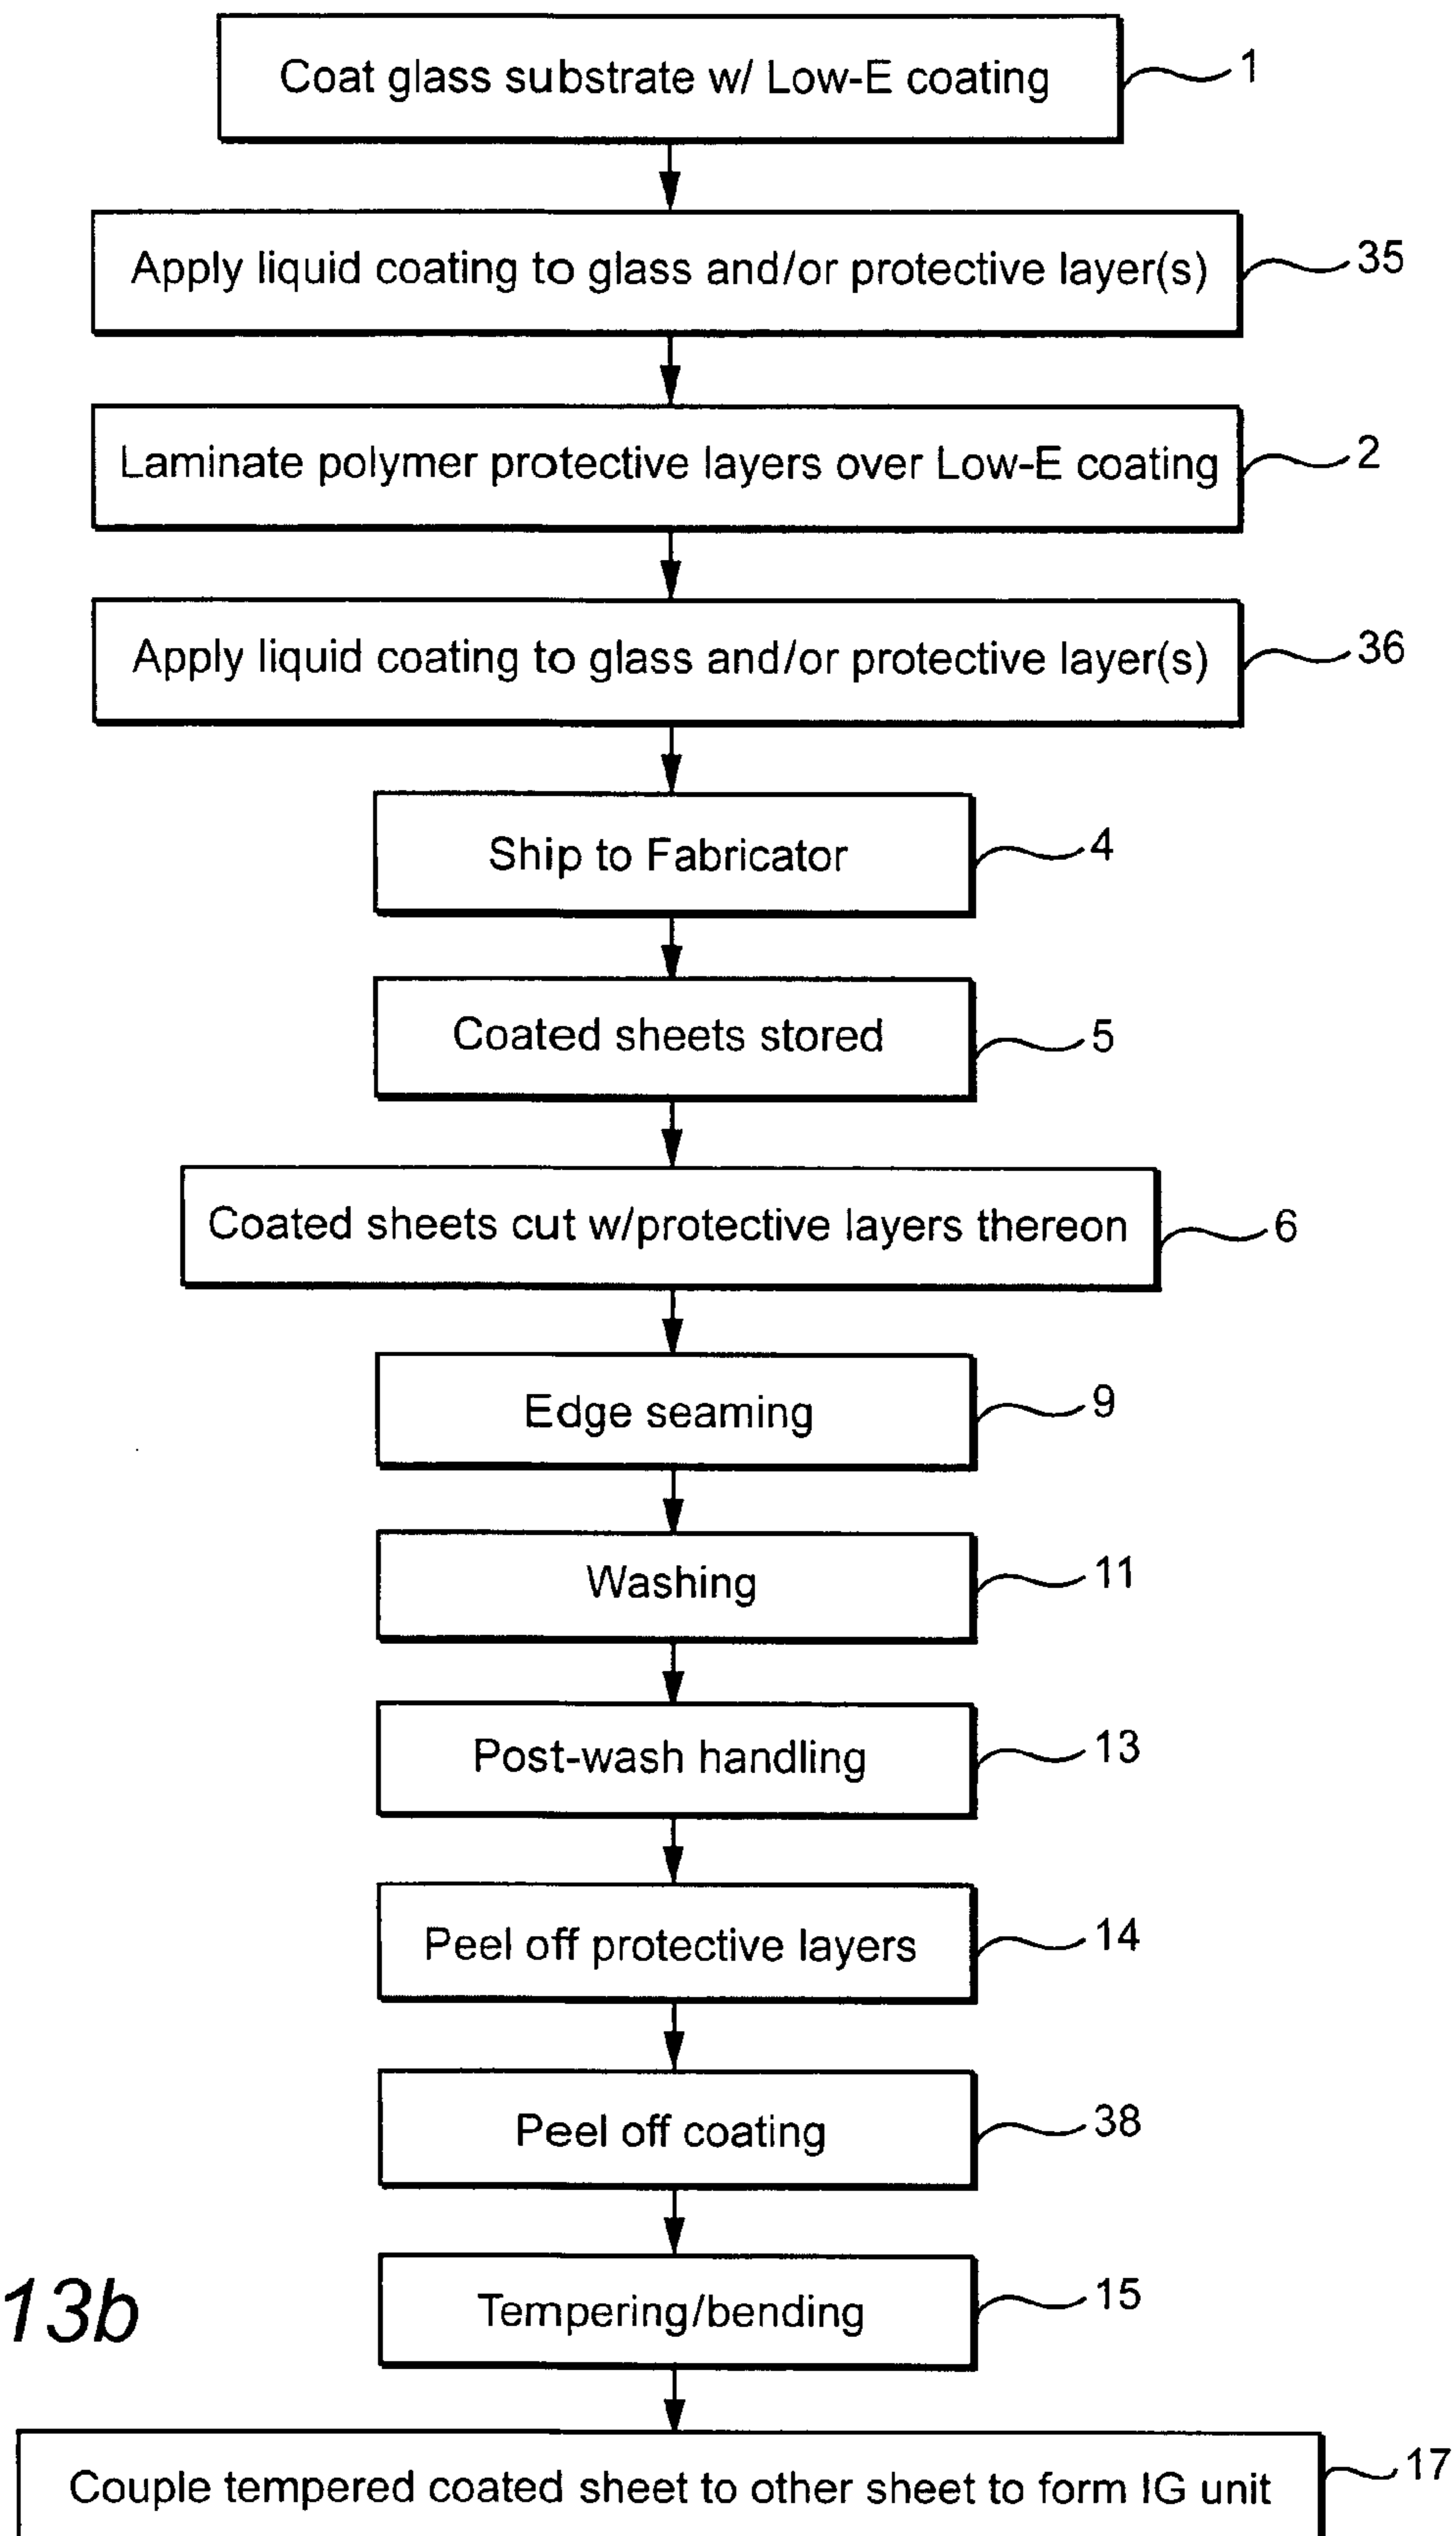 Coat glass substrate w/ Low-E coating
1
Apply liquid coating to glass and/or protective layer(s)
35
Laminate polymer protective layers over Low-E coating
2
Apply liquid coating to glass and/or protective layer(s)
36
Ship to Fabricator
4
Coated sheets stored
5
Coated sheets cut w/protective layers thereon
6
Edge seaming
9
Washing
11
Post-wash handling
13
Peel off protective layers
14
Peel off coating
38
Tempering/bending
15
13b
Couple tempered coated sheet to other sheet to form IG unit
17